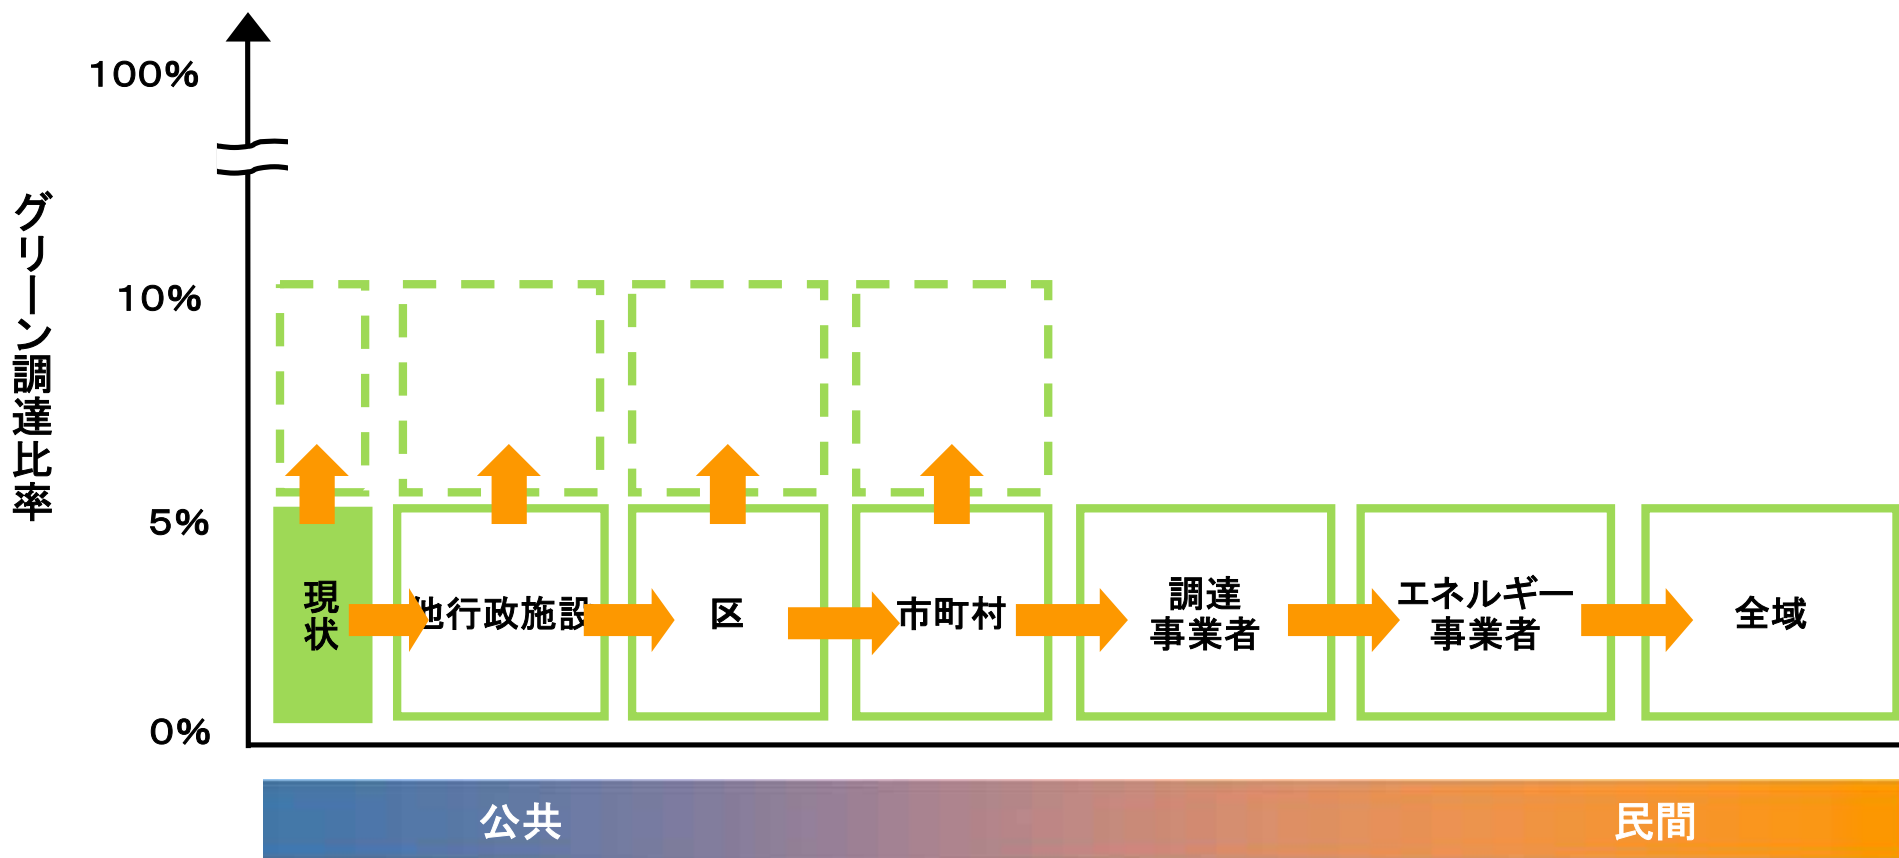 100%
10%
5%
0%
グリーン調達比率
現状
他行政施設
区
市町村
調達
事業者
エネルギー
事業者
全域
公共
民間